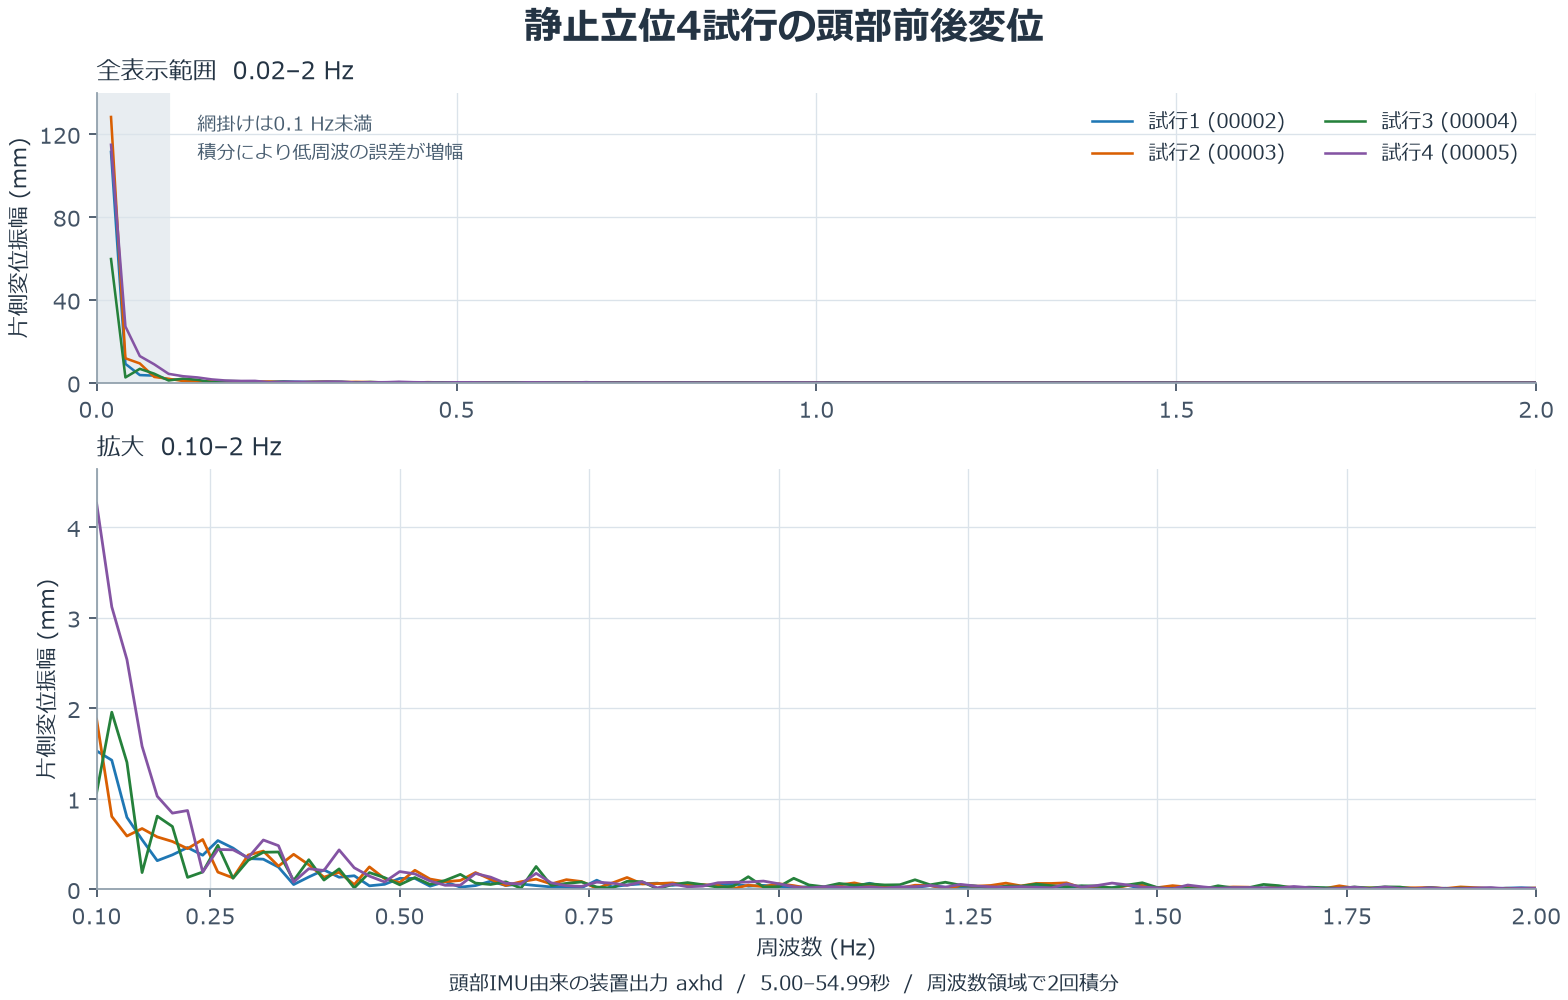 静止立位4試行の頭部前後変位
全表示範囲 0.02–2 Hz
網掛けは0.1 Hz未満
積分により低周波の誤差が増幅
試行1 (00002)
試行2 (00003)
試行3 (00004)
試行4 (00005)
片側変位振幅 (mm)
120
80
40
0
0.0 0.5 1.0 1.5 2.0
拡大 0.10–2 Hz
片側変位振幅 (mm)
4
3
2
1
0
0.10 0.25 0.50 0.75 1.00 1.25 1.50 1.75 2.00
周波数 (Hz)
頭部IMU由来の装置出力 axhd / 5.00–54.99秒 / 周波数領域で2回積分